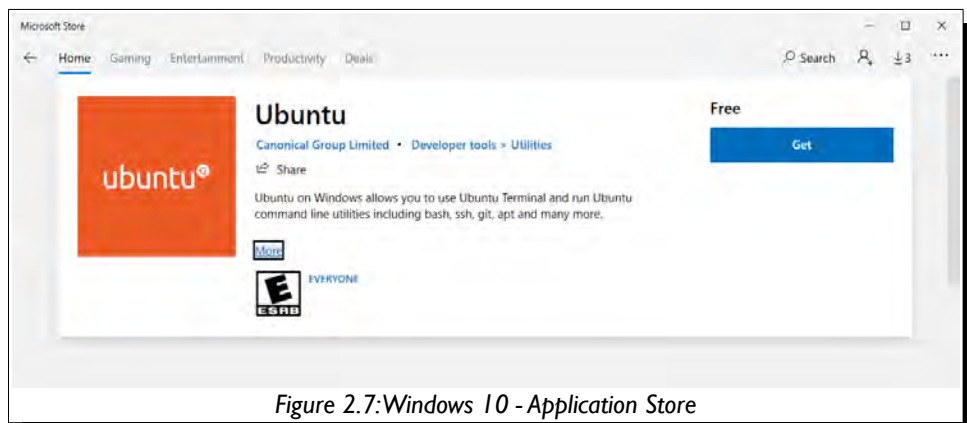 Microsoft Store
Home Gaming Entertainment Productivity Deals Search 3
ubuntu
Ubuntu
Canonical Group Limited • Developer tools > Utilities
Share
Ubuntu on Windows allows you to use Ubuntu Terminal and run Ubuntu
command line utilities including bash, ssh, git, apt and many more.
More
E
ESRB
EVERYONE
Free
Get
Figure 2.7:Windows 10 - Application Store